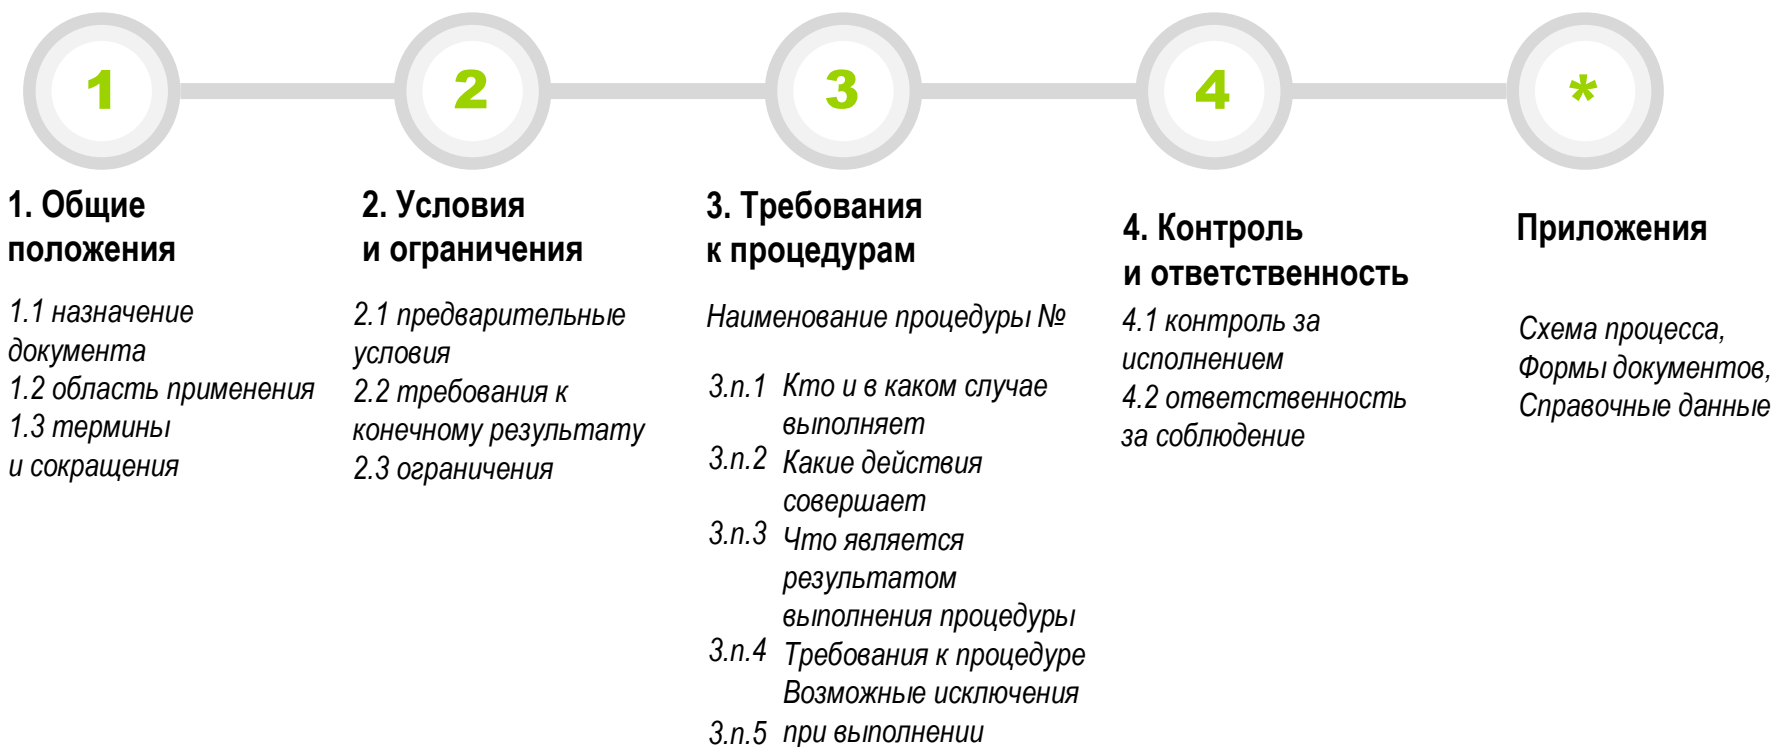 1
2
3
4
*
1. Общие
положения
1.1 назначение
документа
1.2 область применения
1.3 термины
и сокращения
2. Условия
и ограничения
2.1 предварительные
условия
2.2 требования к
конечному результату
2.3 ограничения
3. Требования
к процедурам
Наименование процедуры №
3.n.1 Кто и в каком случае
выполняет
3.n.2 Какие действия
совершает
3.n.3 Что является
результатом
выполнения процедуры
3.n.4 Требования к процедуре
Возможные исключения
3.n.5 при выполнении
4. Контроль
и ответственность
4.1 контроль за
исполнением
4.2 ответственность
за соблюдение
Приложения
Схема процесса,
Формы документов,
Справочные данные